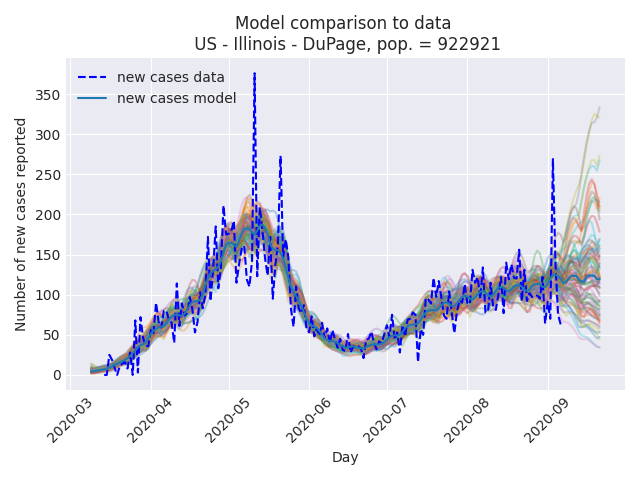 Model comparison to data
US - Illinois - DuPage, pop. = 922921
new cases data
new cases model
Number of new cases reported
350
300
250
200
150
100
50
0
2020-03
2020-04
2020-05
2020-06
2020-07
2020-08
2020-09
Day